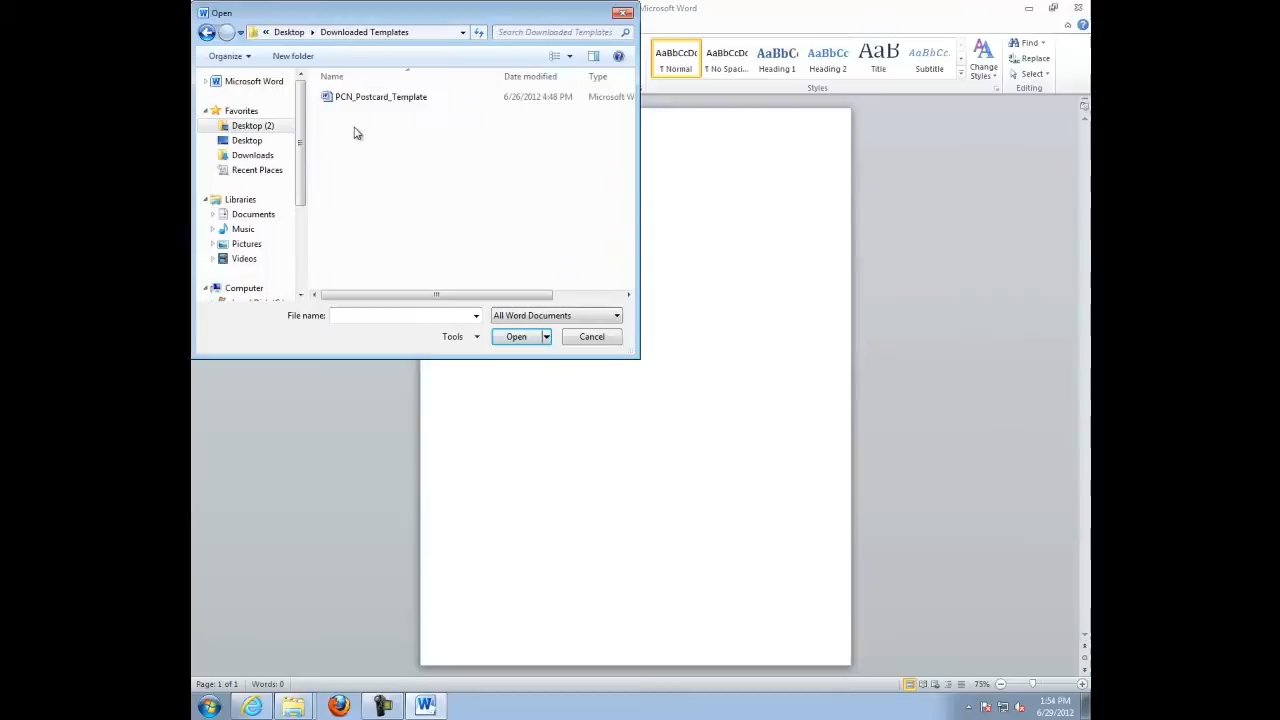 Open
Microsoft Word
« Desktop Downloaded Templates
Search Downloaded Templates
Organize
New folder
Name
Date modified
Type
PCN_Postcard_Template
6/26/2012 4:48 PM
Microsoft W
Microsoft Word
Favorites
Desktop (2)
Desktop
Downloads
Recent Places
Libraries
Documents
Music
Pictures
Videos
Computer
File name:
All Word Documents
Tools
Open
Cancel
AaBbCcDc
¶ Normal
AaBbCcDc
¶ No Spaci...
AaBbCc
Heading 1
AaBbCc
Heading 2
AaB
Title
AaBbCc.
Subtitle
Change
Styles
Styles
Find
Replace
Select
Editing
Page: 1 of 1
Words: 0
75%
1:54 PM
6/29/2012